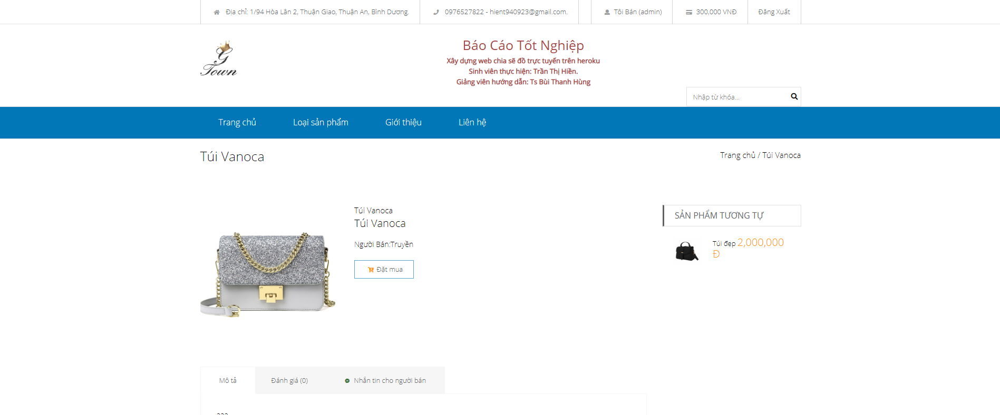 Địa chỉ: 1/94 Hòa Lân 2, Thuận Giao, Thuận An, Bình Dương.
0976527822 - hient940923@gmail.com.
Tôi Bán (admin)
300,000 VNĐ
Đăng Xuất
G
Town
Báo Cáo Tốt Nghiệp
Xây dựng web chia sẽ đồ trực tuyến trên heroku
Sinh viên thực hiện: Trần Thị Hiền.
Giảng viên hướng dẫn: Ts Bùi Thanh Hùng
Nhập từ khóa...
Trang chủ
Loại sản phẩm
Giới thiệu
Liên hệ
Túi Vanoca
Trang chủ / Túi Vanoca
Túi Vanoca
Túi Vanoca
Người Bán:Truyền
Đặt mua
SẢN PHẨM TƯƠNG TỰ
Túi đẹp 2,000,000
Đ
Mô tả
Đánh giá (0)
Nhắn tin cho người bán